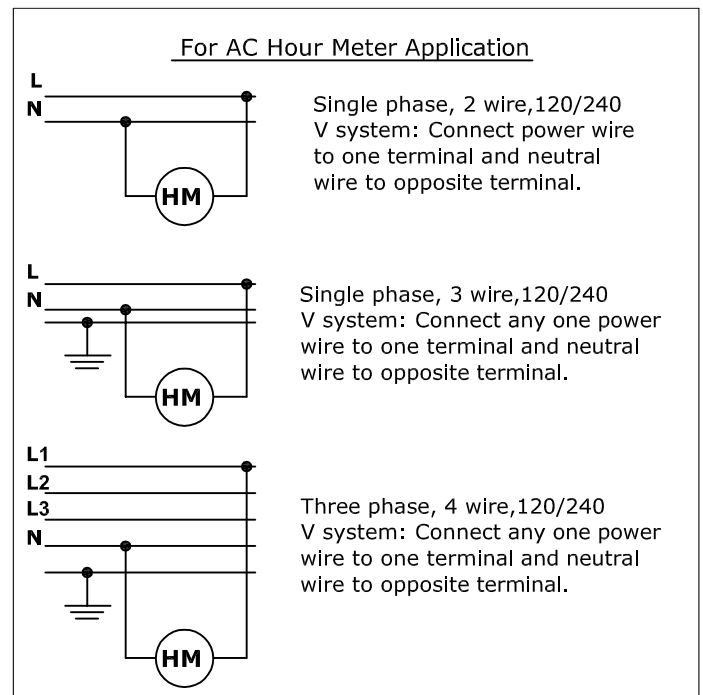 For AC Hour Meter Application
L
N
HM
Single phase, 2 wire,120/240
V system: Connect power wire
to one terminal and neutral
wire to opposite terminal.
L
N
HM
Single phase, 3 wire,120/240
V system: Connect any one power
wire to one terminal and neutral
wire to opposite terminal.
L1
L2
L3
N
HM
Three phase, 4 wire,120/240
V system: Connect any one power
wire to one terminal and neutral
wire to opposite terminal.